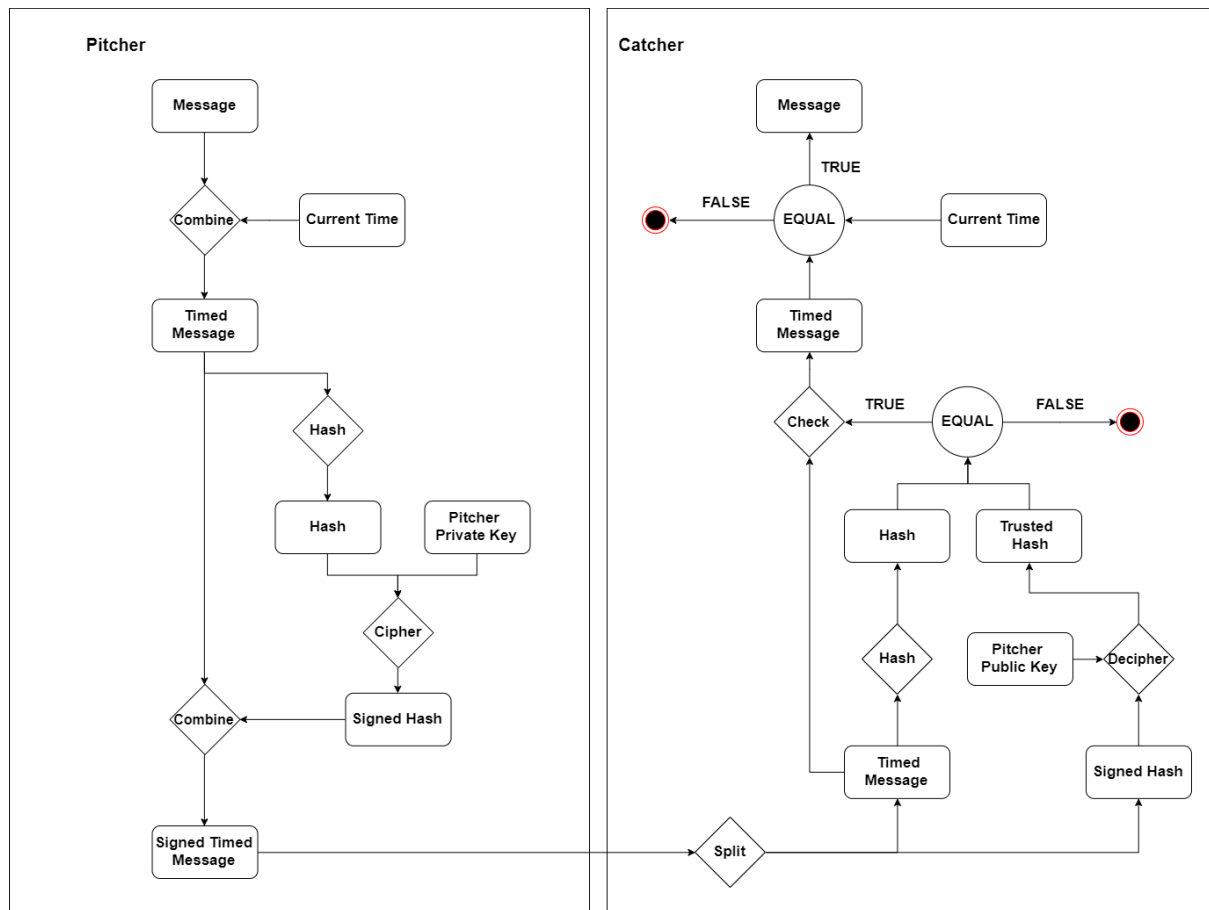 Pitcher
Message
Combine
Current Time
Timed
Message
Hash
Hash
Pitcher
Private Key
Cipher
Combine
Signed Hash
Signed Timed
Message
Catcher
Message
TRUE
FALSE
EQUAL
Current Time
Timed
Message
Check
TRUE
EQUAL
FALSE
Hash
Trusted
Hash
Hash
Pitcher
Public Key
Decipher
Timed
Message
Signed Hash
Split